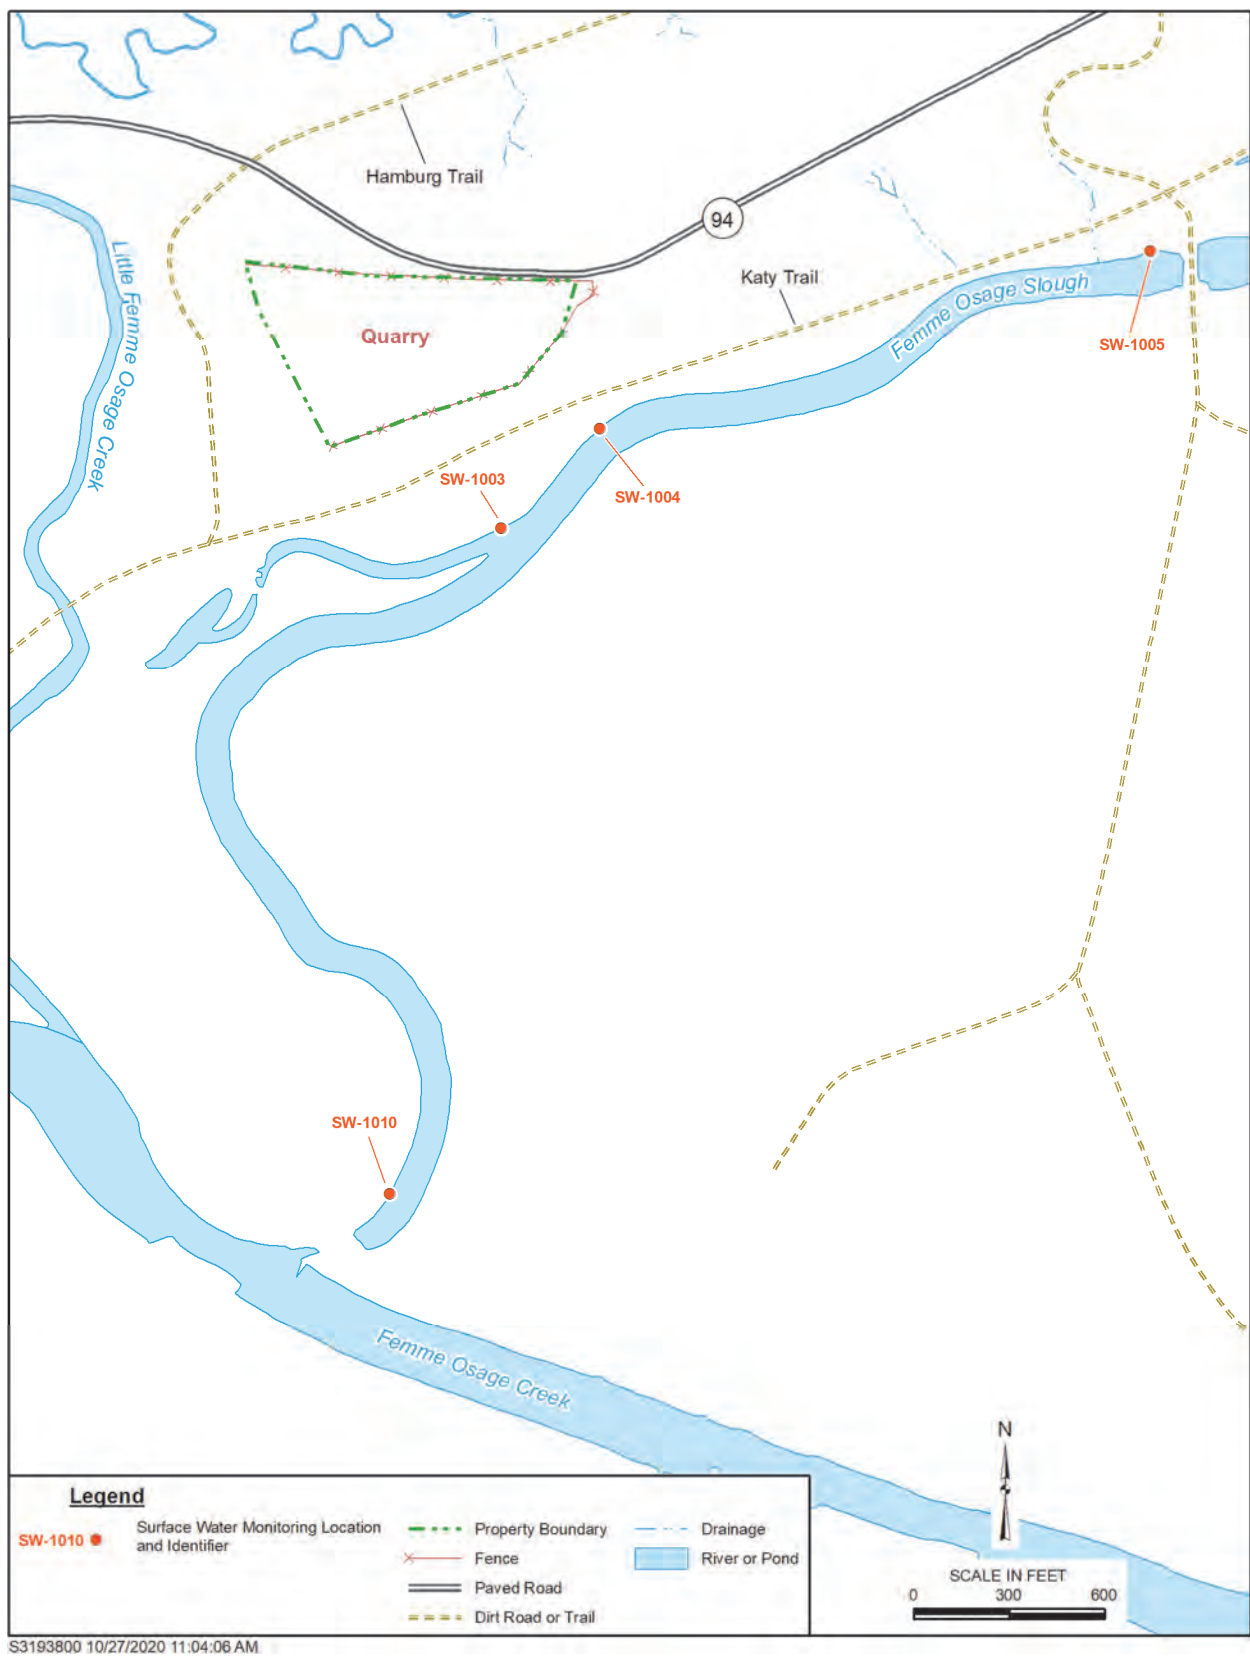 Hamburg Trail
94
Little Femme Osage Creek
Quarry
Katy Trail
Femme Osage Slough
SW-1005
SW-1003
SW-1004
SW-1010
Femme Osage Creek
N
SCALE IN FEET
0 300 600
Legend
SW-1010
Surface Water Monitoring Location
and Identifier
Property Boundary
Fence
Paved Road
Dirt Road or Trail
Drainage
River or Pond
S3193800 10/27/2020 11:04:06 AM